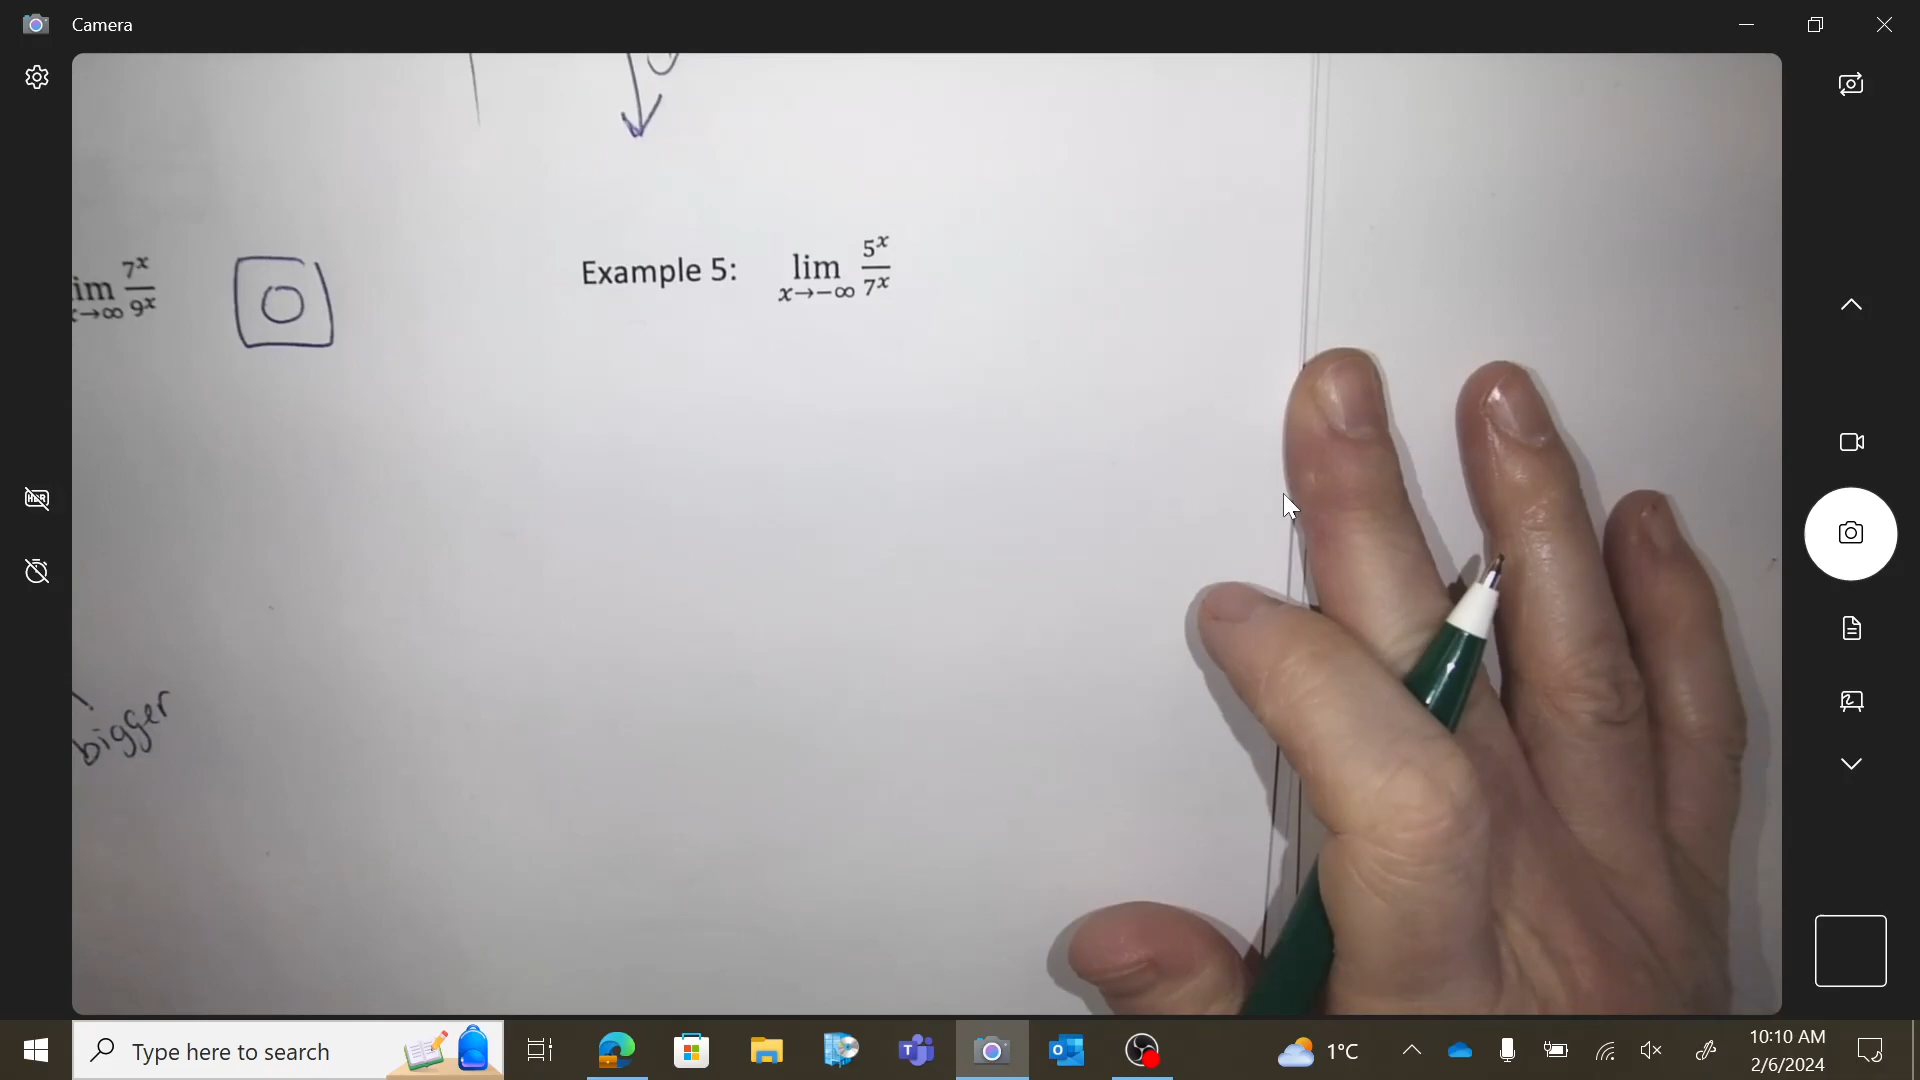 Camera
lim 7^x/9^x
x→∞
0
Example 5: lim 5^x/7^x
x→−∞
bigger
Type here to search
1°C
10:10 AM
2/6/2024